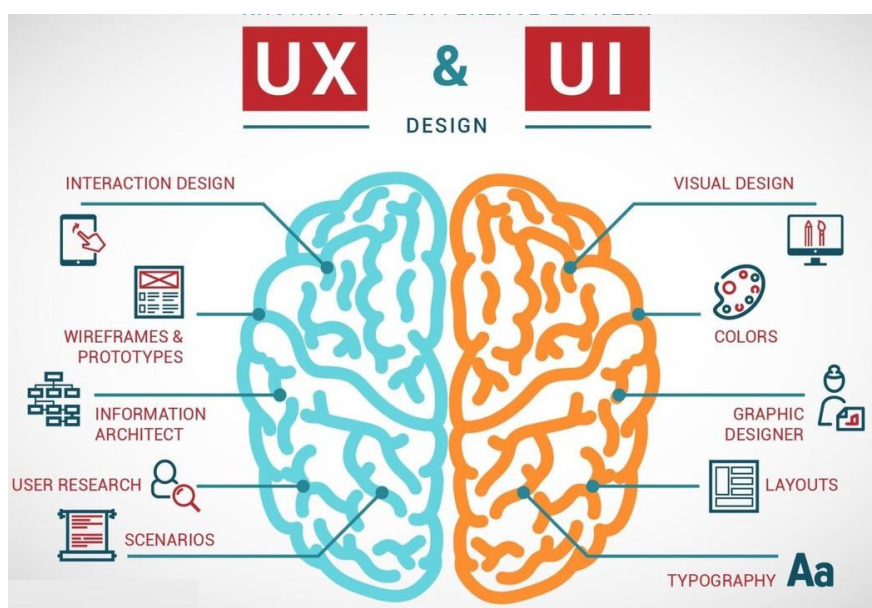 UX & UI
DESIGN
INTERACTION DESIGN
WIREFRAMES &
PROTOTYPES
INFORMATION
ARCHITECT
USER RESEARCH
SCENARIOS
VISUAL DESIGN
COLORS
GRAPHIC
DESIGNER
LAYOUTS
TYPOGRAPHY Aa